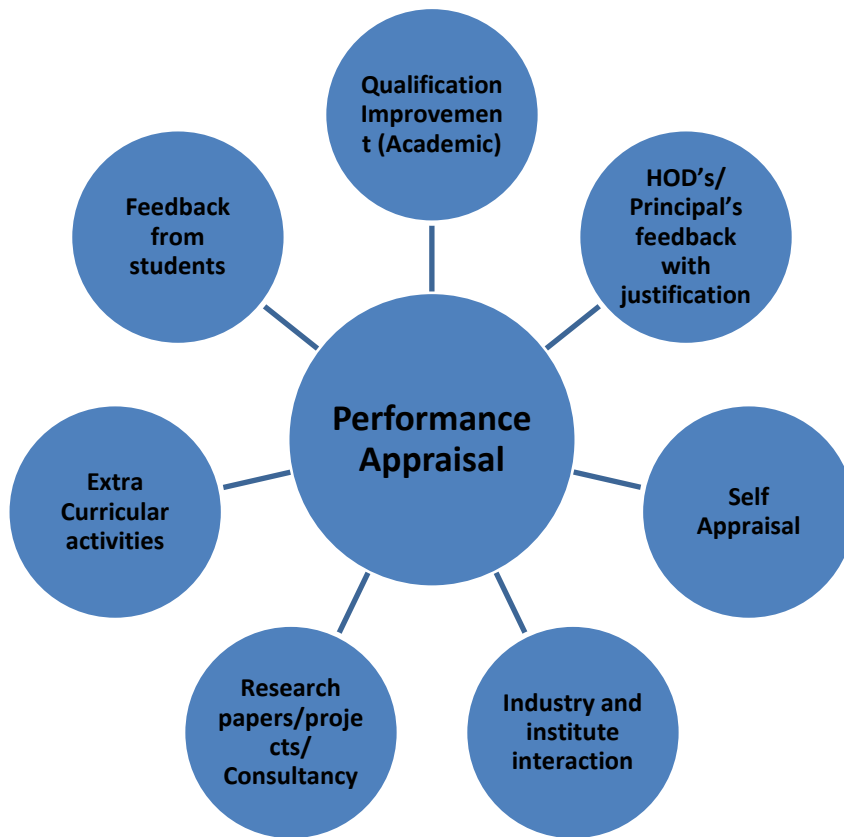 Qualification
Improvemen
t (Academic)
HOD's/
Principal's
feedback
with
justification
Self
Appraisal
Industry and
institute
interaction
Research
papers/proje
cts/
Consultancy
Extra
Curricular
activities
Feedback
from
students
Performance
Appraisal